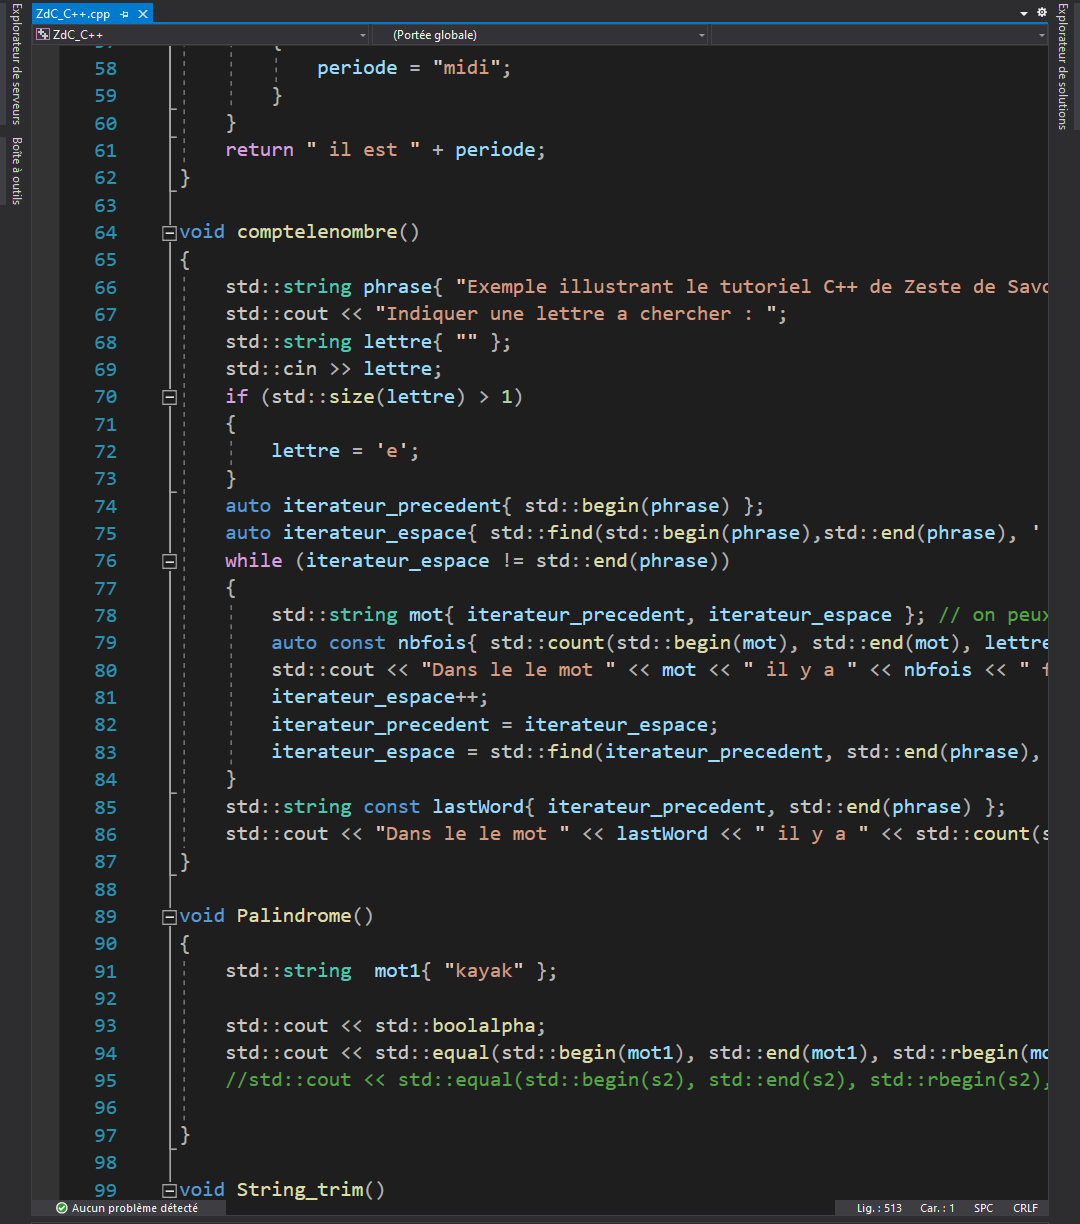 ZdC_C++.cpp
ZdC_C++ (Portée globale)
Explorateur de serveurs
Boîte à outils
Explorateur de solutions
57 {
58 periode = "midi";
59 }
60 }
61 return " il est " + periode;
62 }
63
64 void comptelenombre()
65 {
66 std::string phrase{ "Exemple illustrant le tutoriel C++ de Zeste de Savo
67 std::cout << "Indiquer une lettre a chercher : ";
68 std::string lettre{ "" };
69 std::cin >> lettre;
70 if (std::size(lettre) > 1)
71 {
72 lettre = 'e';
73 }
74 auto iterateur_precedent{ std::begin(phrase) };
75 auto iterateur_espace{ std::find(std::begin(phrase),std::end(phrase), '
76 while (iterateur_espace != std::end(phrase))
77 {
78 std::string mot{ iterateur_precedent, iterateur_espace }; // on peux
79 auto const nbfois{ std::count(std::begin(mot), std::end(mot), lettre
80 std::cout << "Dans le le mot " << mot << " il y a " << nbfois << " f
81 iterateur_espace++;
82 iterateur_precedent = iterateur_espace;
83 iterateur_espace = std::find(iterateur_precedent, std::end(phrase),
84 }
85 std::string const lastWord{ iterateur_precedent, std::end(phrase) };
86 std::cout << "Dans le le mot " << lastWord << " il y a " << std::count(s
87 }
88
89 void Palindrome()
90 {
91 std::string  mot1{ "kayak" };
92
93 std::cout << std::boolalpha;
94 std::cout << std::equal(std::begin(mot1), std::end(mot1), std::rbegin(mo
95 //std::cout << std::equal(std::begin(s2), std::end(s2), std::rbegin(s2),
96
97 }
98
99 void String_trim()
Aucun problème détecté Lig. : 513 Car. : 1 SPC CRLF